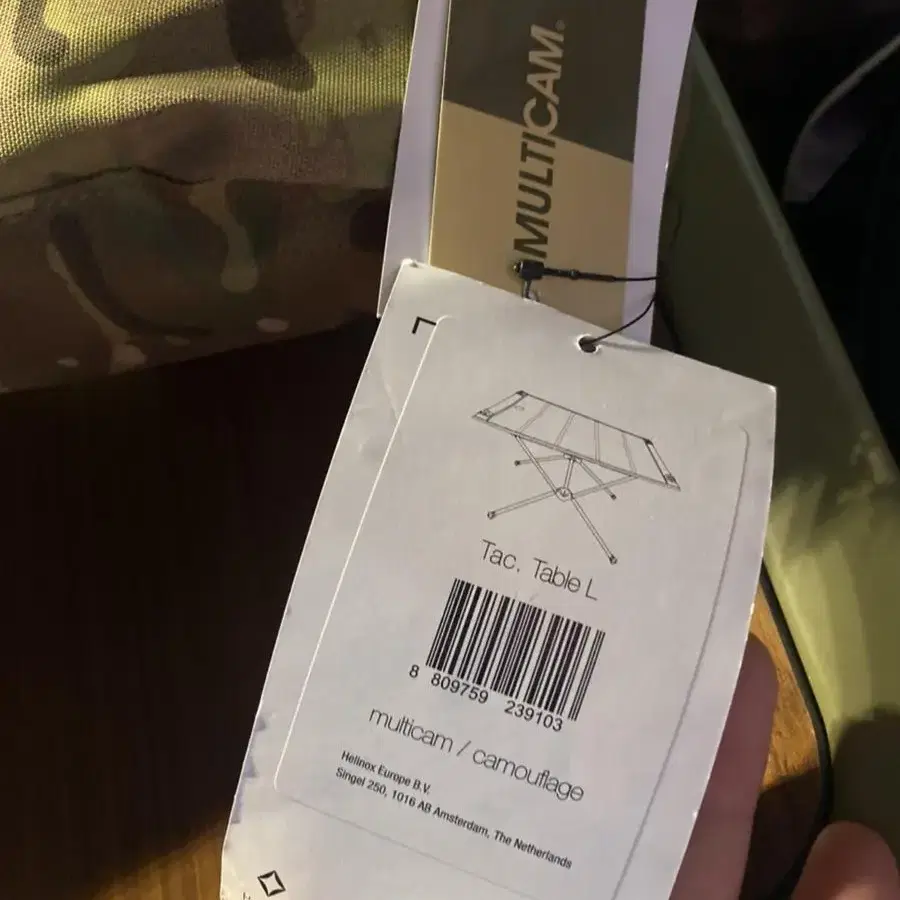 MULTICAM®
Tac. Table L
8 809759 239103
multicam / camouflage
Helinox Europe B.V.
Singel 250, 1016 AB Amsterdam, The Netherlands